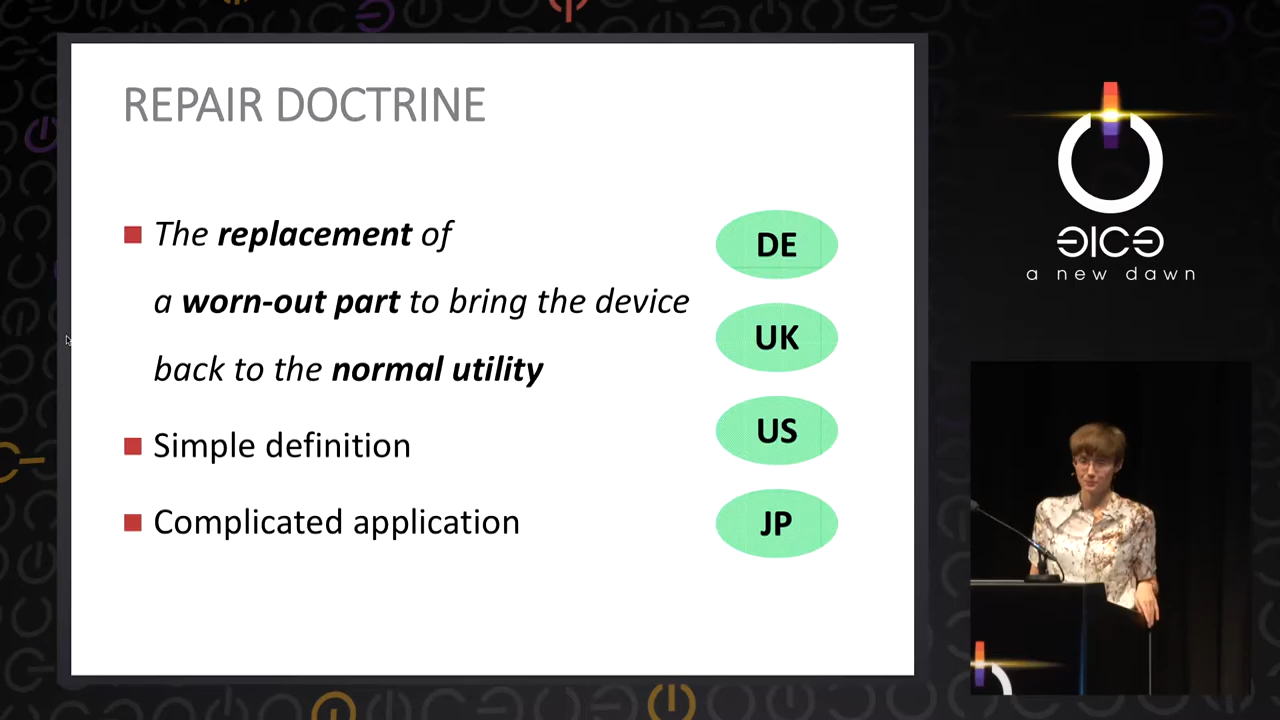 REPAIR DOCTRINE
The replacement of
a worn-out part to bring the device
back to the normal utility
Simple definition
Complicated application
DE
UK
US
JP
a new dawn